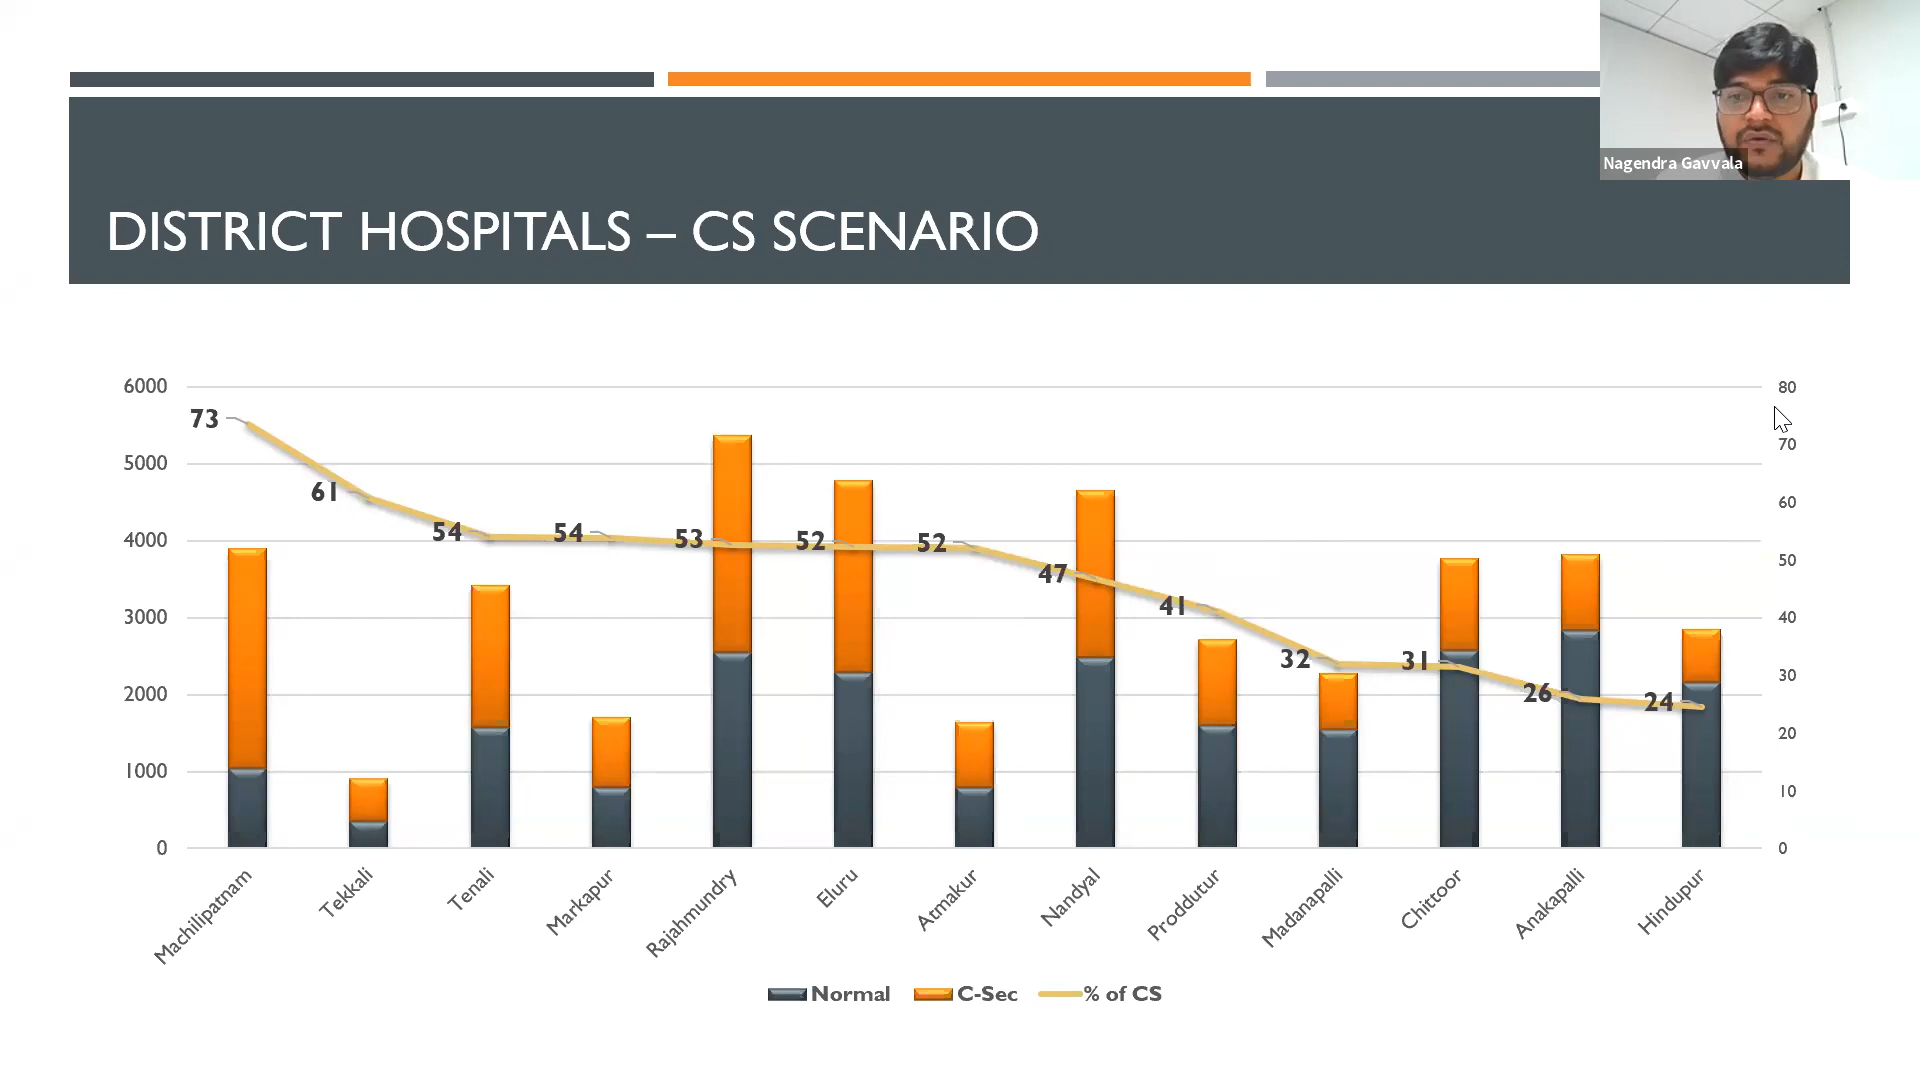 Nagendra Gavvala
DISTRICT HOSPITALS – CS SCENARIO
6000
5000
4000
3000
2000
1000
0
80
70
60
50
40
30
20
10
0
73
61
54
54
53
52
52
47
41
32
31
26
24
Machilipatnam
Tekkali
Tenali
Markapur
Rajahmundry
Eluru
Atmakur
Nandyal
Proddutur
Madanapalli
Chittoor
Anakapalli
Hindupur
Normal C-Sec % of CS